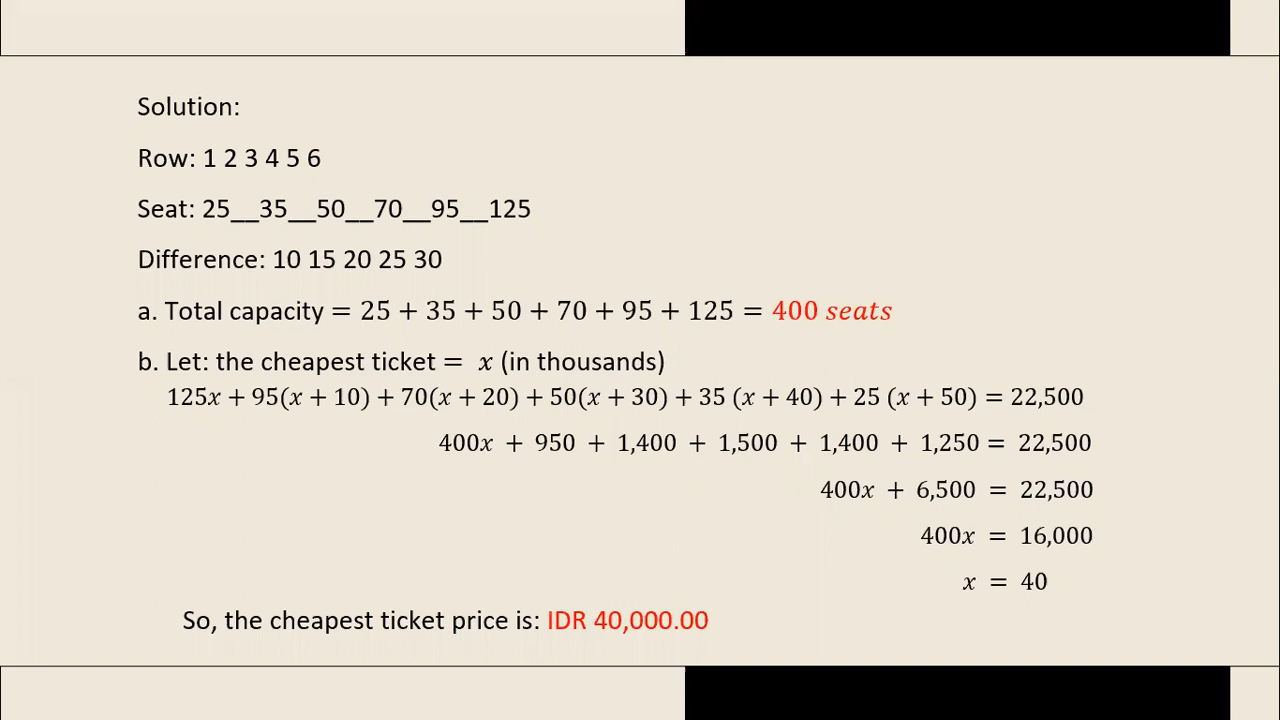 Solution:
Row: 1 2 3 4 5 6
Seat: 25__35__50__70__95__125
Difference: 10 15 20 25 30
a. Total capacity = 25 + 35 + 50 + 70 + 95 + 125 = 400 seats
b. Let: the cheapest ticket = x (in thousands)
125x + 95(x + 10) + 70(x + 20) + 50(x + 30) + 35 (x + 40) + 25 (x + 50) = 22,500
400x + 950 + 1,400 + 1,500 + 1,400 + 1,250 = 22,500
400x + 6,500 = 22,500
400x = 16,000
x = 40
So, the cheapest ticket price is: IDR 40,000.00